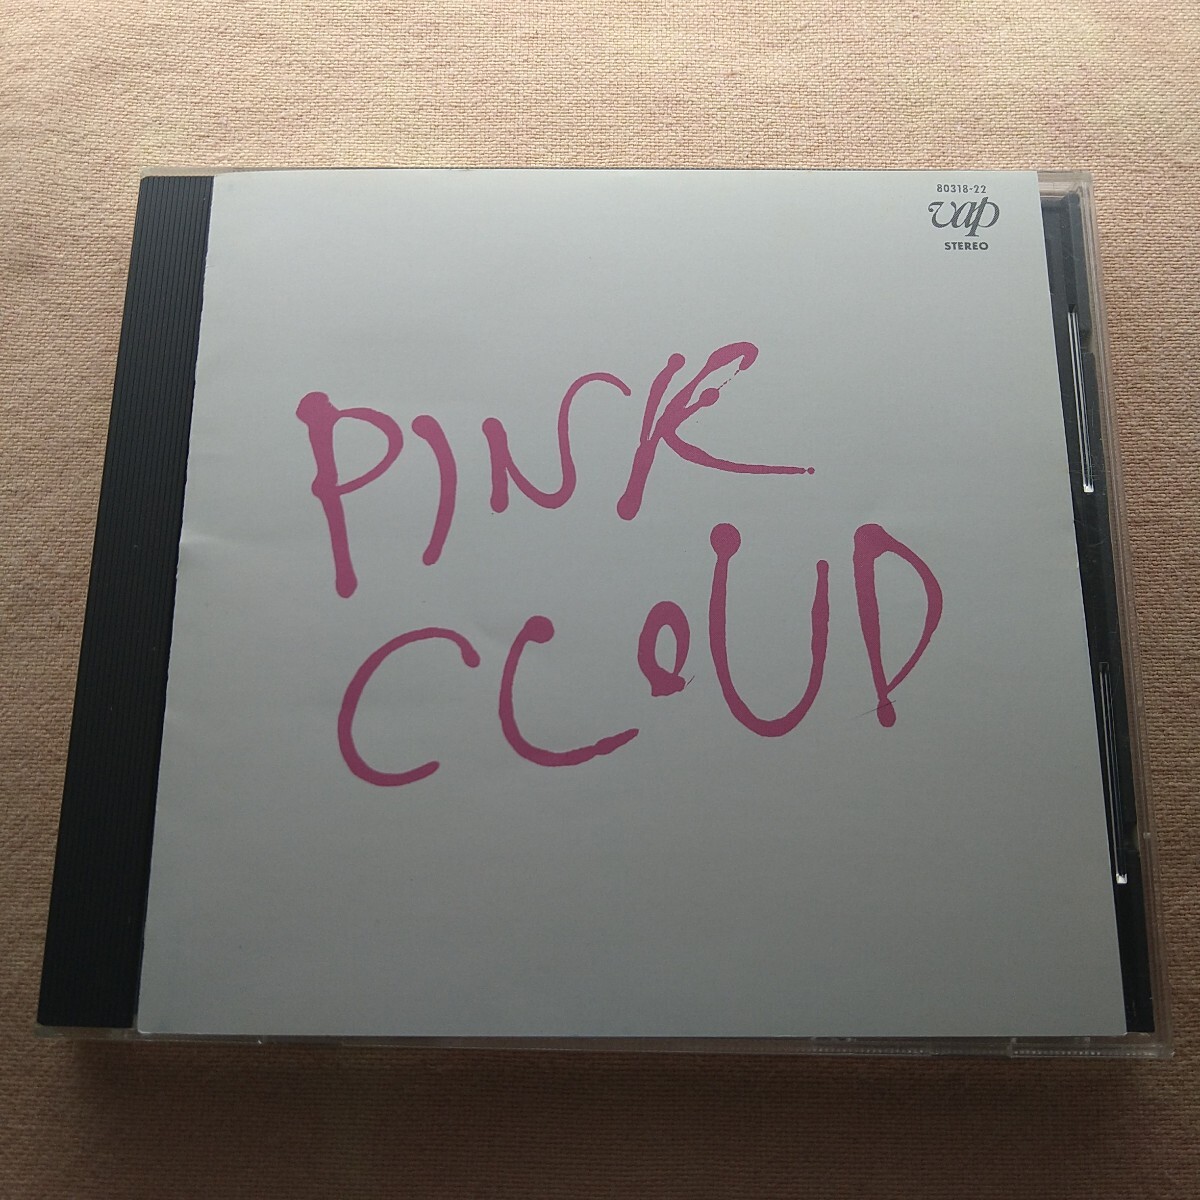 80318-22
vap
STEREO
PINK
CLOUD